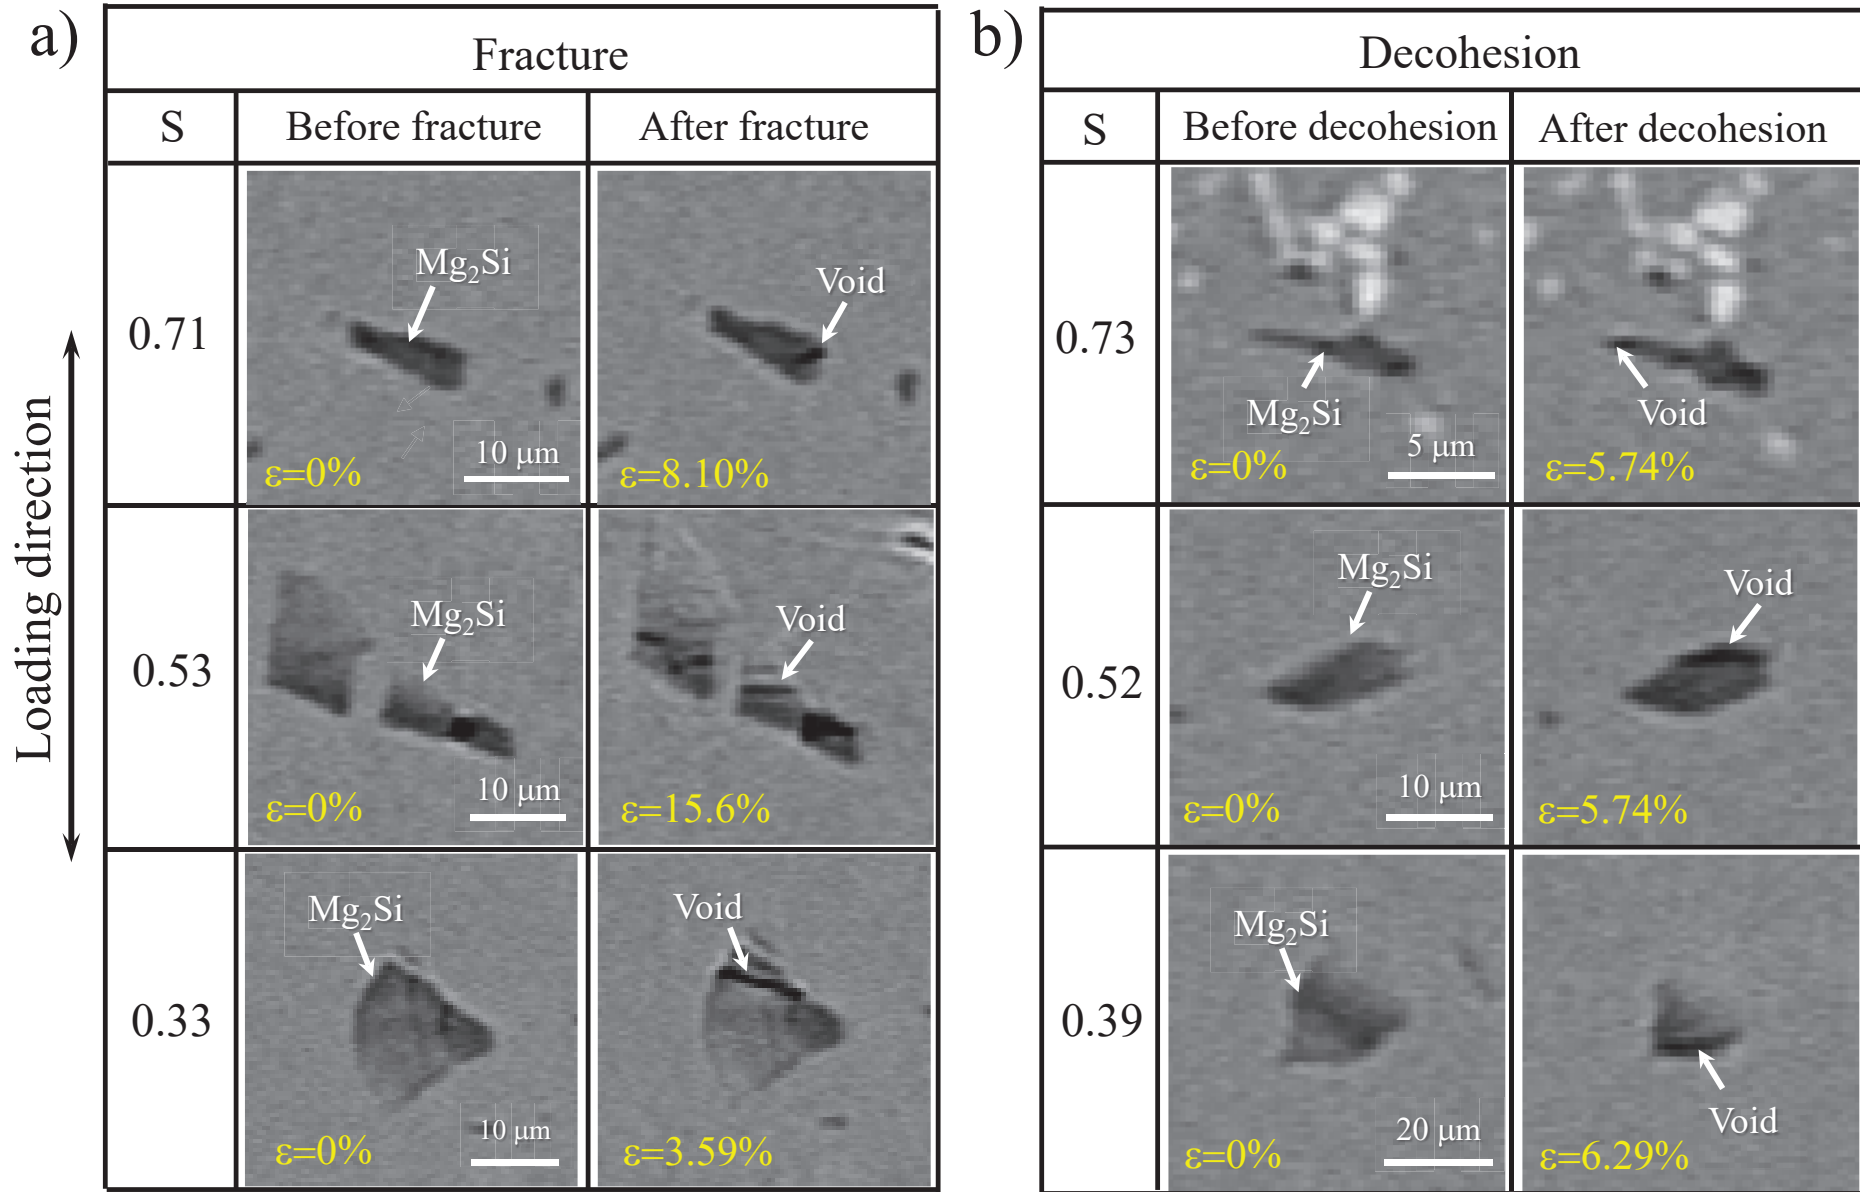 a)
Fracture
S
Before fracture
After fracture
Loading direction
0.71
Mg₂Si
ε=0%
10 μm
Void
ε=8.10%
0.53
Mg₂Si
ε=0%
10 μm
Void
ε=15.6%
0.33
Mg₂Si
ε=0%
10 μm
Void
ε=3.59%
b)
Decohesion
S
Before decohesion
After decohesion
0.73
Mg₂Si
ε=0%
5 μm
Void
ε=5.74%
0.52
Mg₂Si
ε=0%
10 μm
Void
ε=5.74%
0.39
Mg₂Si
ε=0%
20 μm
Void
ε=6.29%